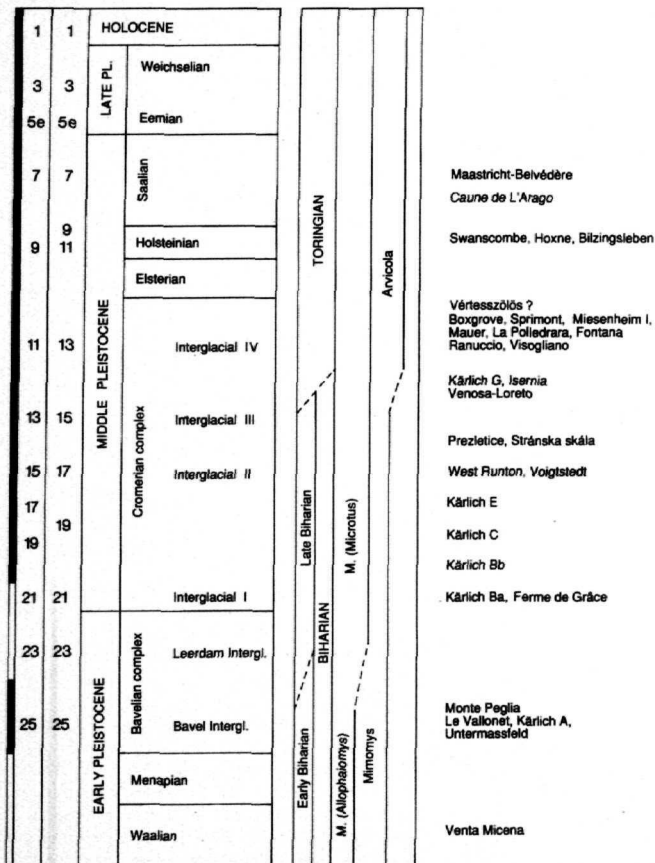 1 1 HOLOCENE
LATE PL.
Weichselian
3 3
5e 5e Eemian
MIDDLE PLEISTOCENE
Saalian
7 7
9
9 11 Holsteinian
Elsterian
Cromerian complex
11 13 Interglacial IV
13 15 Interglacial III
15 17 Interglacial II
17
19
19
21 21 Interglacial I
EARLY PLEISTOCENE
Bavelian complex
23 23 Leerdam Intergl.
25 25 Bavel Intergl.
Menapian
Waalian
TORINGIAN
Late Biharian
BIHARIAN
Early Biharian
M. (Microtus)
M. (Allophaiomys)
Mimomys
Arvicola
Maastricht-Belvédère
Caune de L'Arago
Swanscombe, Hoxne, Bilzingsleben
Vértesszölös ?
Boxgrove, Sprimont, Miesenheim I,
Mauer, La Polledrara, Fontana
Ranuccio, Visogliano
Kärlich G, Isernia
Venosa-Loreto
Prezletice, Stránska skála
West Runton, Voigtstedt
Kärlich E
Kärlich C
Kärlich Bb
Kärlich Ba, Ferme de Grâce
Monte Peglia
Le Vallonet, Kärlich A,
Untermassfeld
Venta Micena